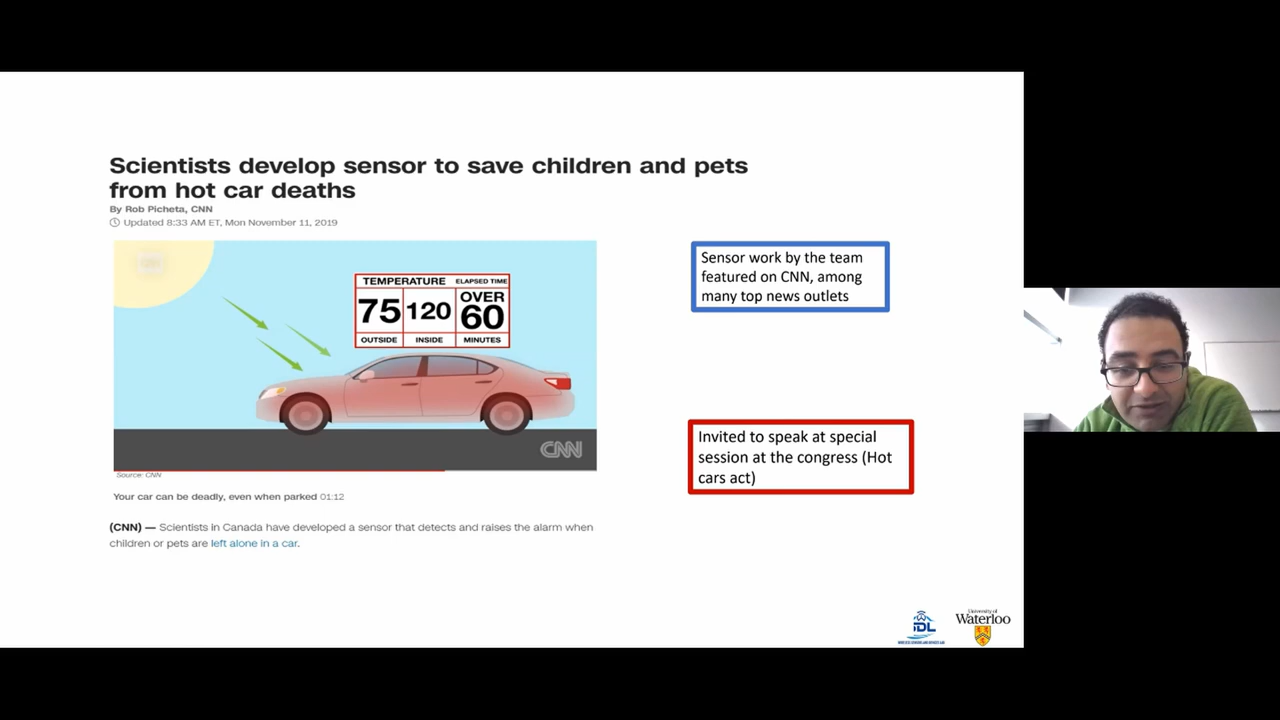 Scientists develop sensor to save children and pets
from hot car deaths
By Rob Picheta, CNN
Updated 8:33 AM ET, Mon November 11, 2019
TEMPERATURE ELAPSED TIME
75 120 OVER 60
OUTSIDE INSIDE MINUTES
CNN
Source: CNN
Your car can be deadly, even when parked 01:12
(CNN) — Scientists in Canada have developed a sensor that detects and raises the alarm when
children or pets are left alone in a car.
Sensor work by the team
featured on CNN, among
many top news outlets
Invited to speak at special
session at the congress (Hot
cars act)
iDL
University of
Waterloo